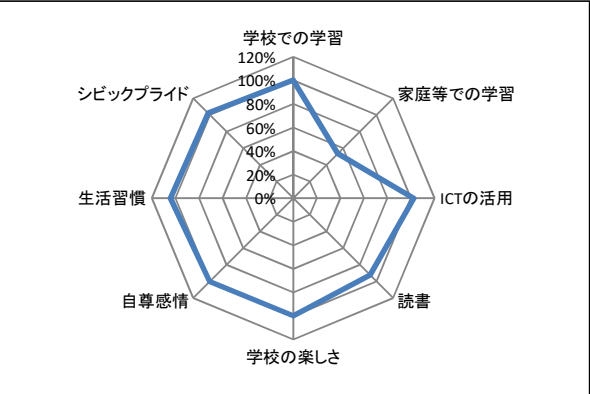 学校での学習
120%
100%
80%
60%
40%
20%
0%
シビックプライド
家庭等での学習
生活習慣
ICTの活用
自尊感情
読書
学校の楽しさ